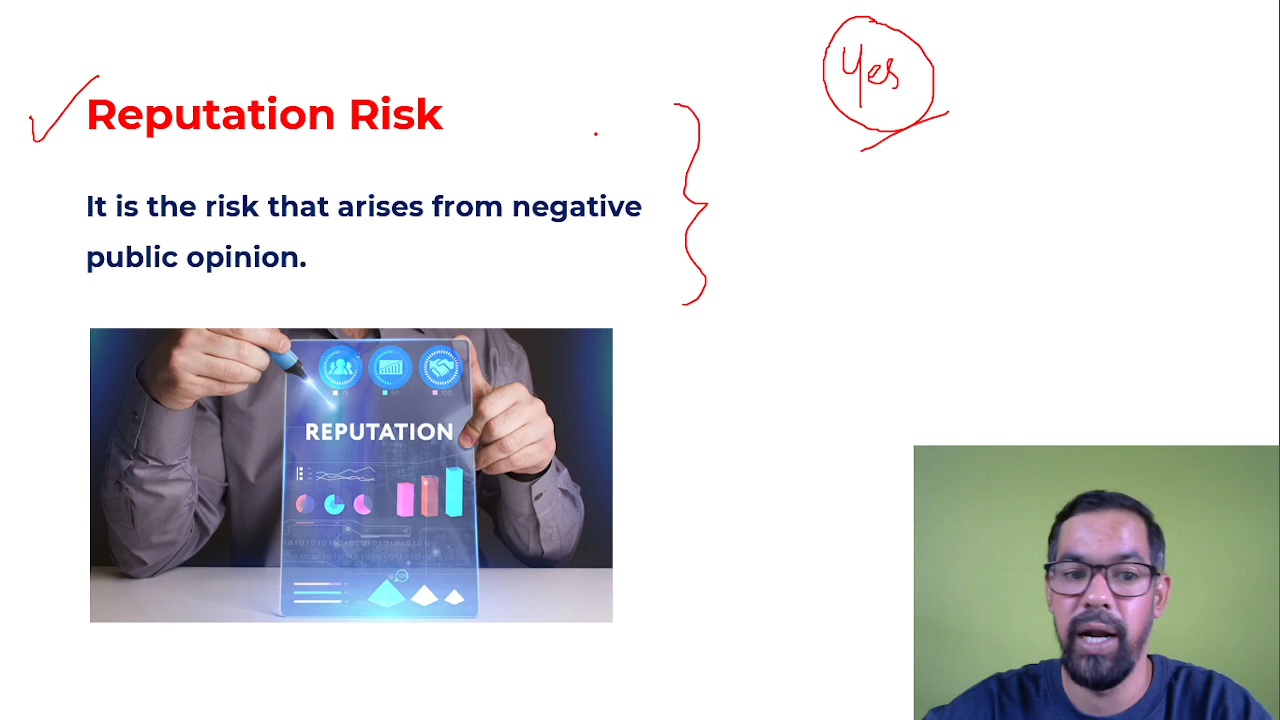 Yes
Reputation Risk
It is the risk that arises from negative
public opinion.
REPUTATION